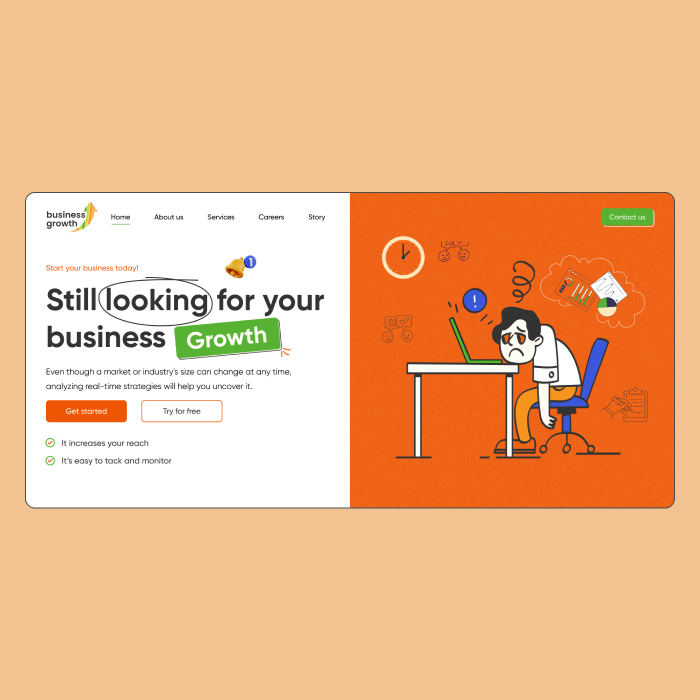 business
growth
Home
About us
Services
Careers
Story
Contact us
Start your business today!
1
Still looking for your
business Growth
Even though a market or industry's size can change at any time,
analyzing real-time strategies will help you uncover it.
Get started
Try for free
It increases your reach
It's easy to tack and monitor
!